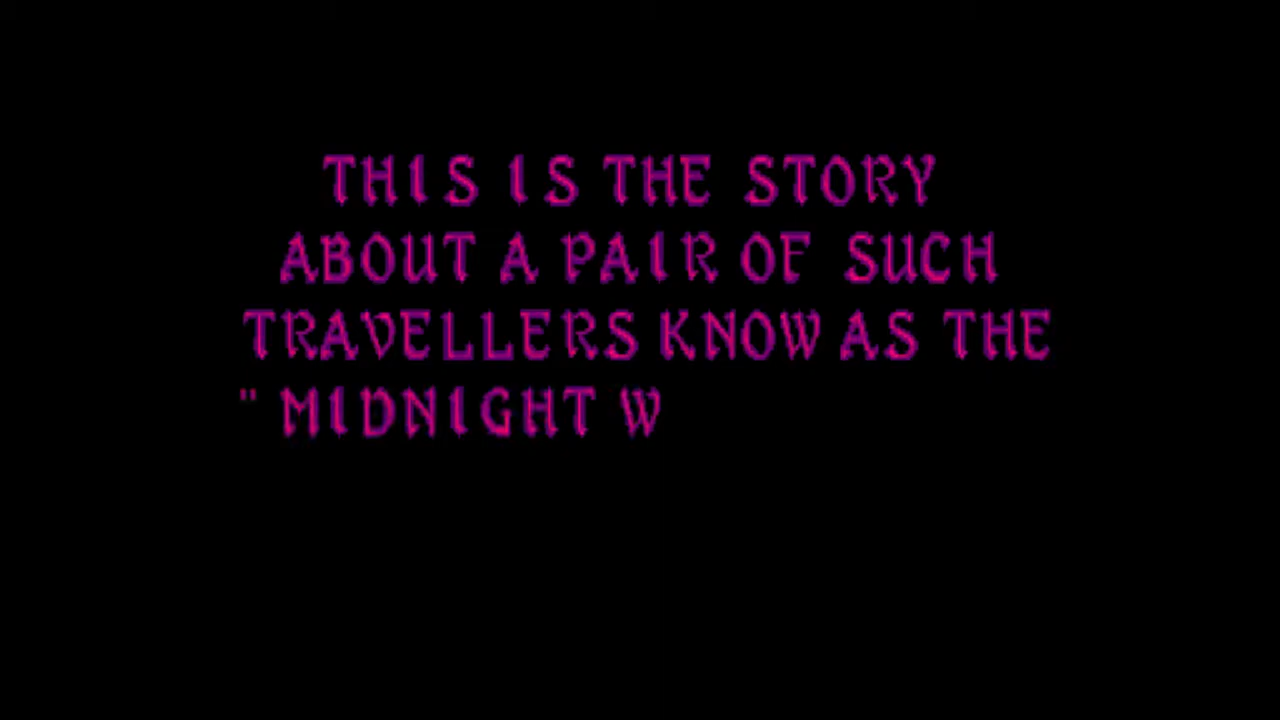 THIS IS THE STORY
ABOUT A PAIR OF SUCH
TRAVELLERS KNOW AS THE
" MIDNIGHT W